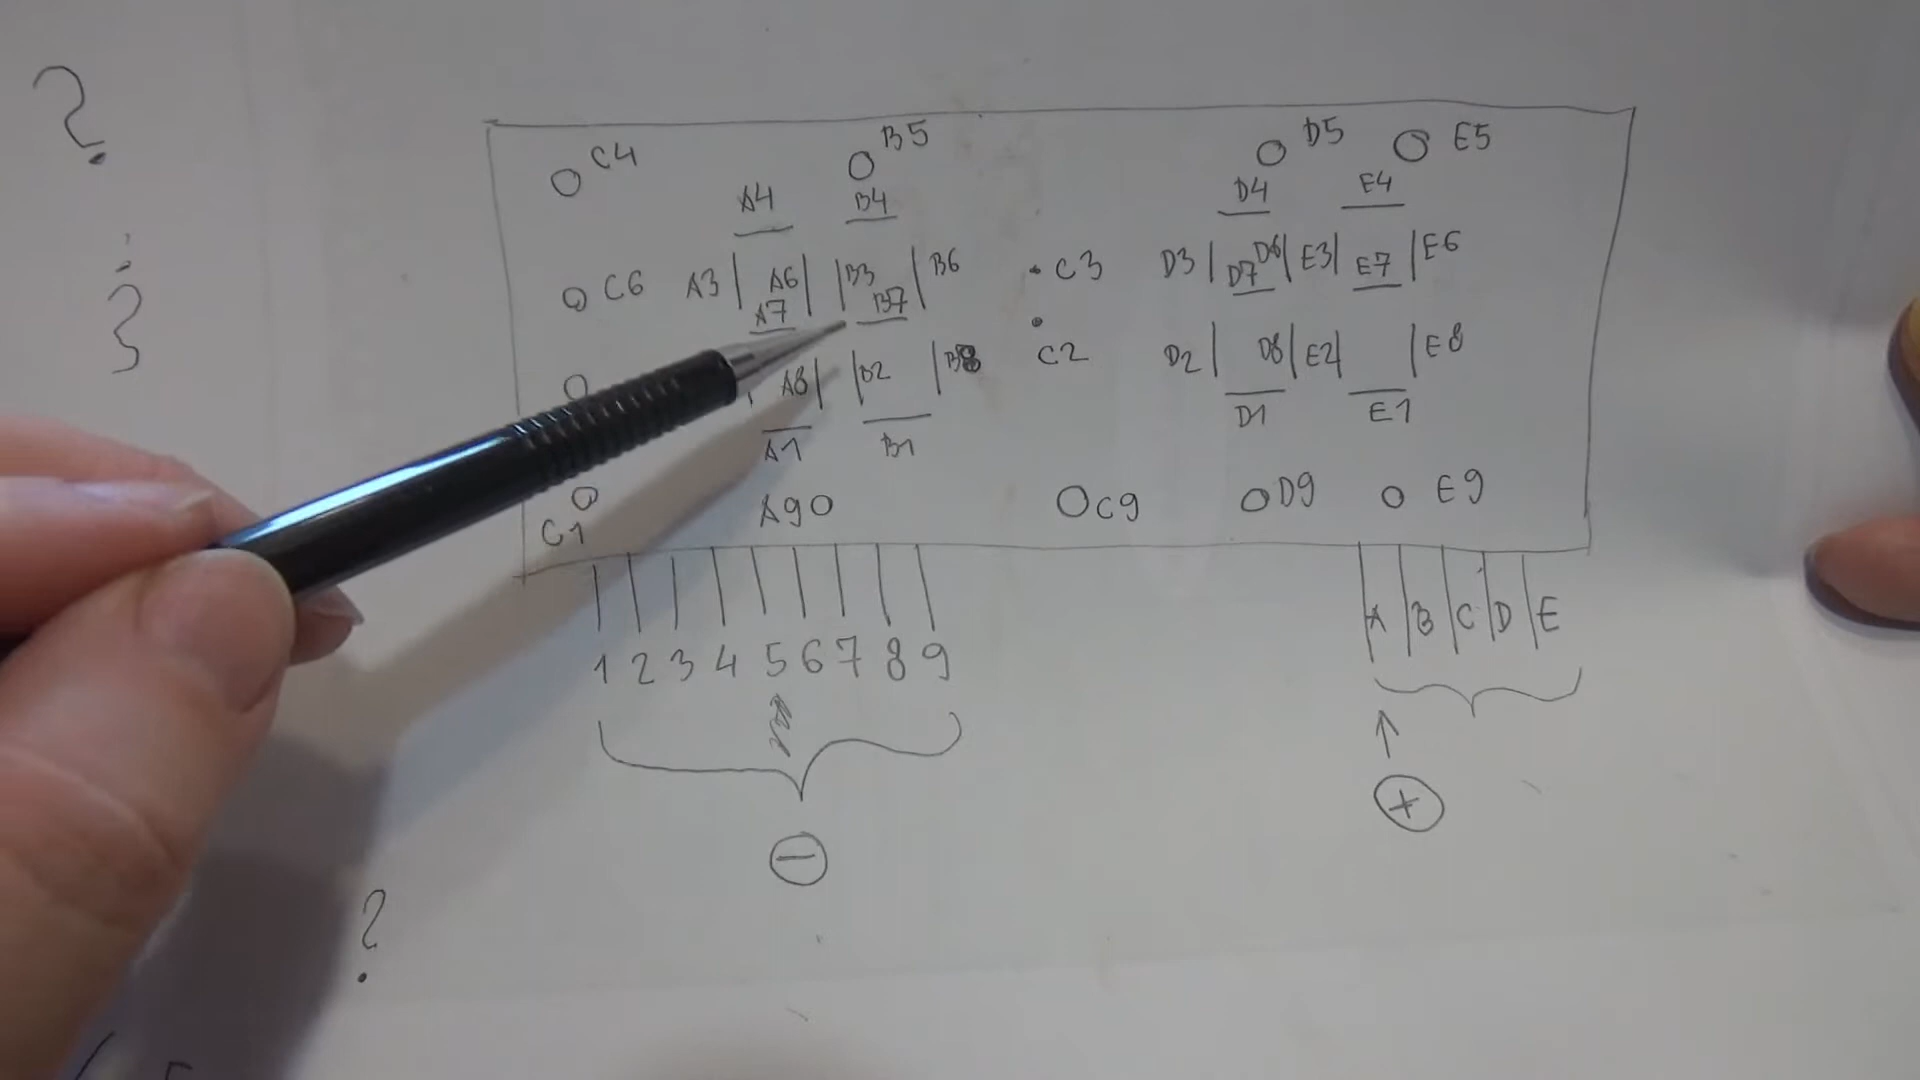 ?
C4 B5 D5 E5
A4 B4 D4 E4
C6 A3 A6 B3 B6 C3 D3 D6 E3 E6
A7 B7 D7 E7
A8 B8 C2 D2 D8 E2 E8
A1 B1 D1 E1
C1 A9 C9 D9 E9
1 2 3 4 5 6 7 8 9
A B C D E
+
−
?